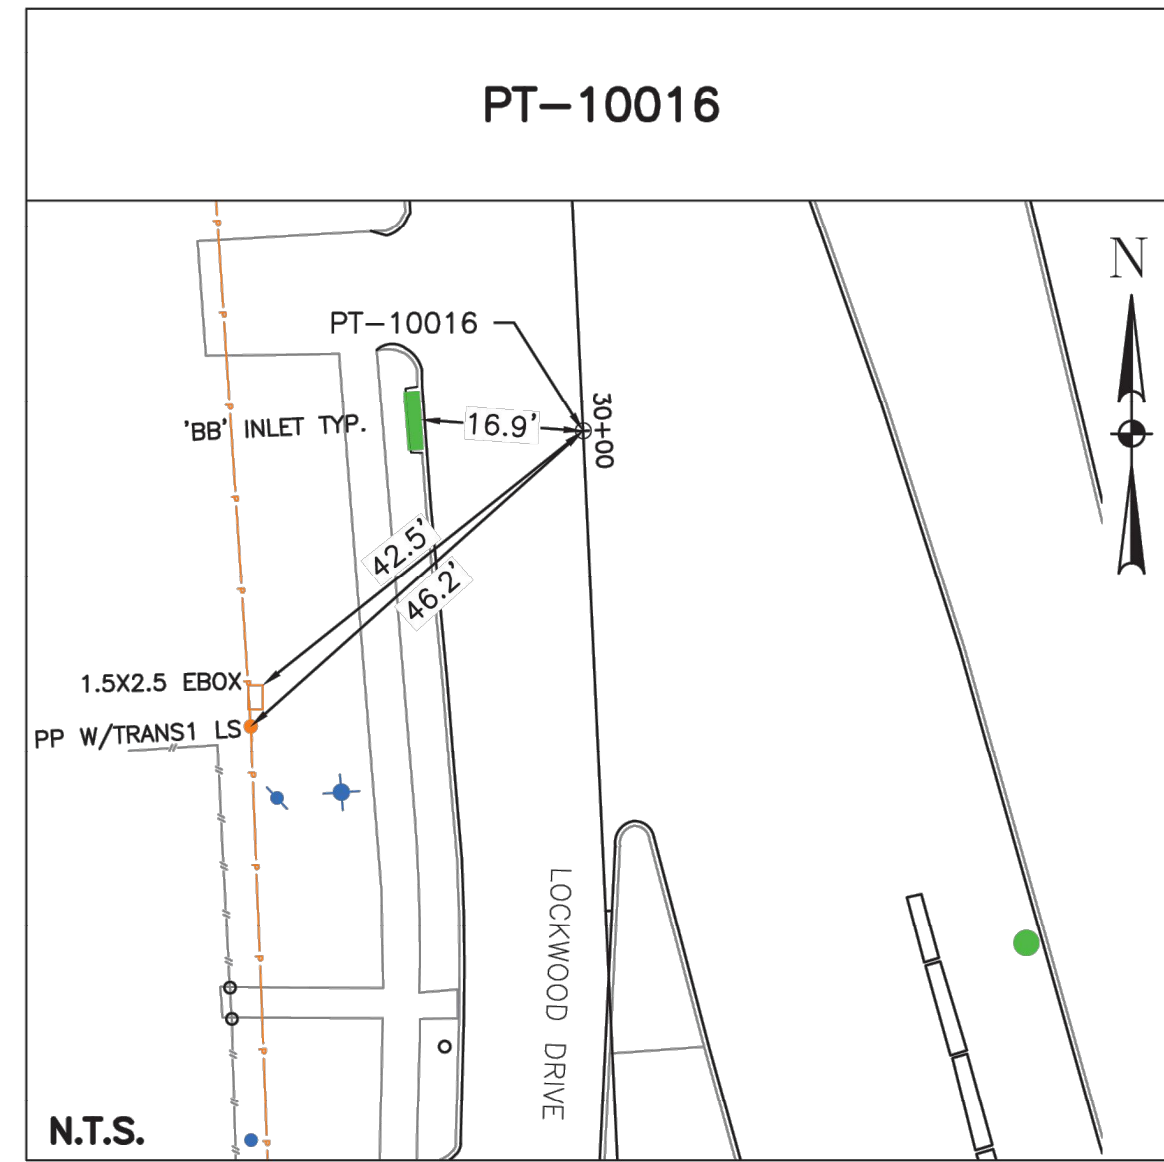 PT-10016
N
PT-10016
30+00
16.9'
'BB' INLET TYP.
42.5'
46.2'
1.5X2.5 EBOX
PP W/TRANS1 LS
LOCKWOOD DRIVE
N.T.S.
P
P
P
P
P
P
P
P
P
P
P